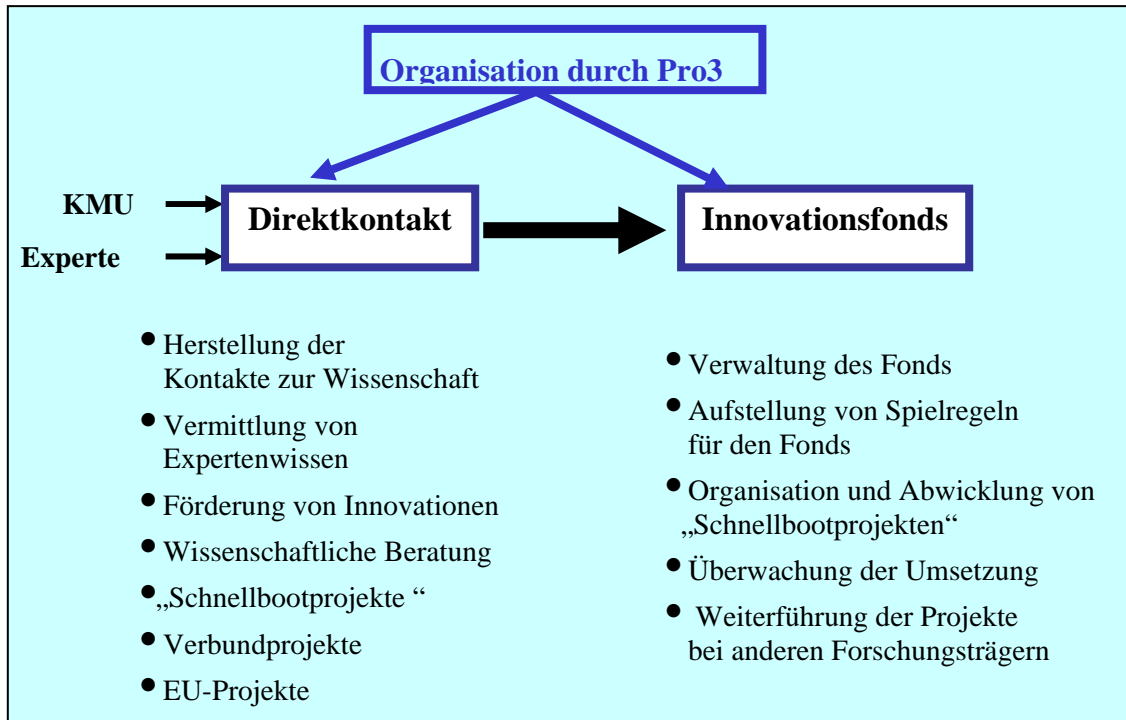 Organisation durch Pro3
KMU
Experte
Direktkontakt
Innovationsfonds
• Herstellung der
Kontakte zur Wissenschaft
• Vermittlung von
Expertenwissen
• Förderung von Innovationen
• Wissenschaftliche Beratung
• „Schnellbootprojekte “
• Verbundprojekte
• EU-Projekte
• Verwaltung des Fonds
• Aufstellung von Spielregeln
für den Fonds
• Organisation und Abwicklung von
„Schnellbootprojekten“
• Überwachung der Umsetzung
• Weiterführung der Projekte
bei anderen Forschungsträgern